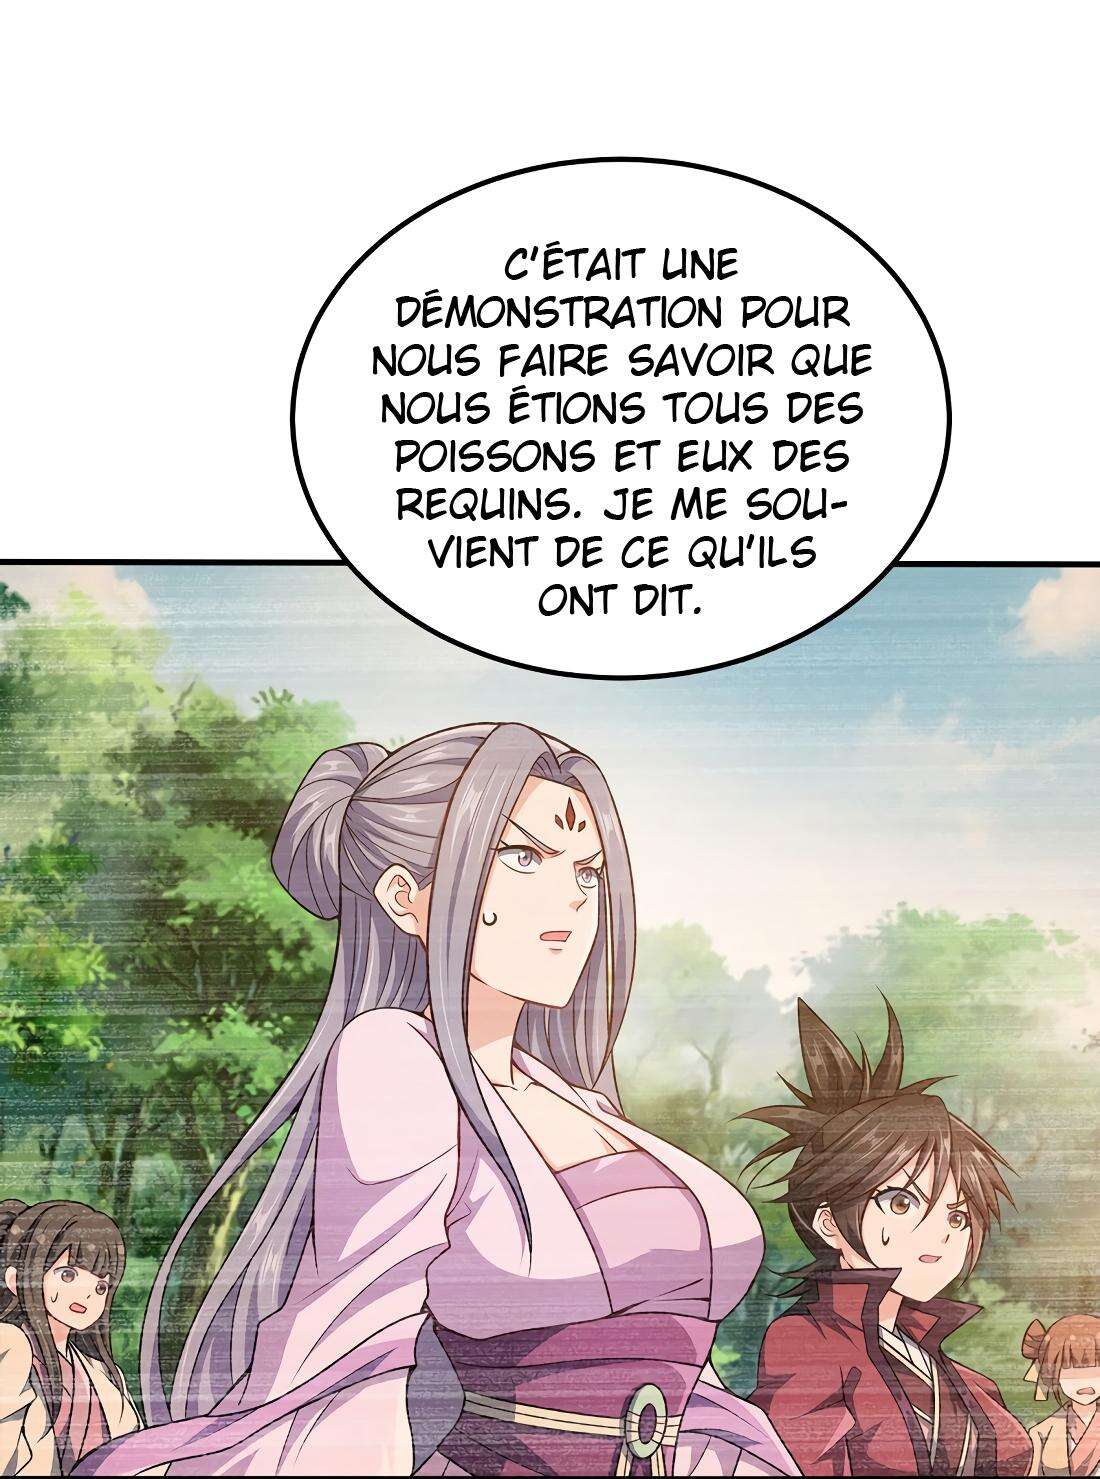 C'ÉTAIT UNE
DÉMONSTRATION POUR
NOUS FAIRE SAVOIR QUE
NOUS ÉTIONS TOUS DES
POISSONS ET EUX DES
REQUINS. JE ME SOU-
VIENT DE CE QU'ILS
ONT DIT.